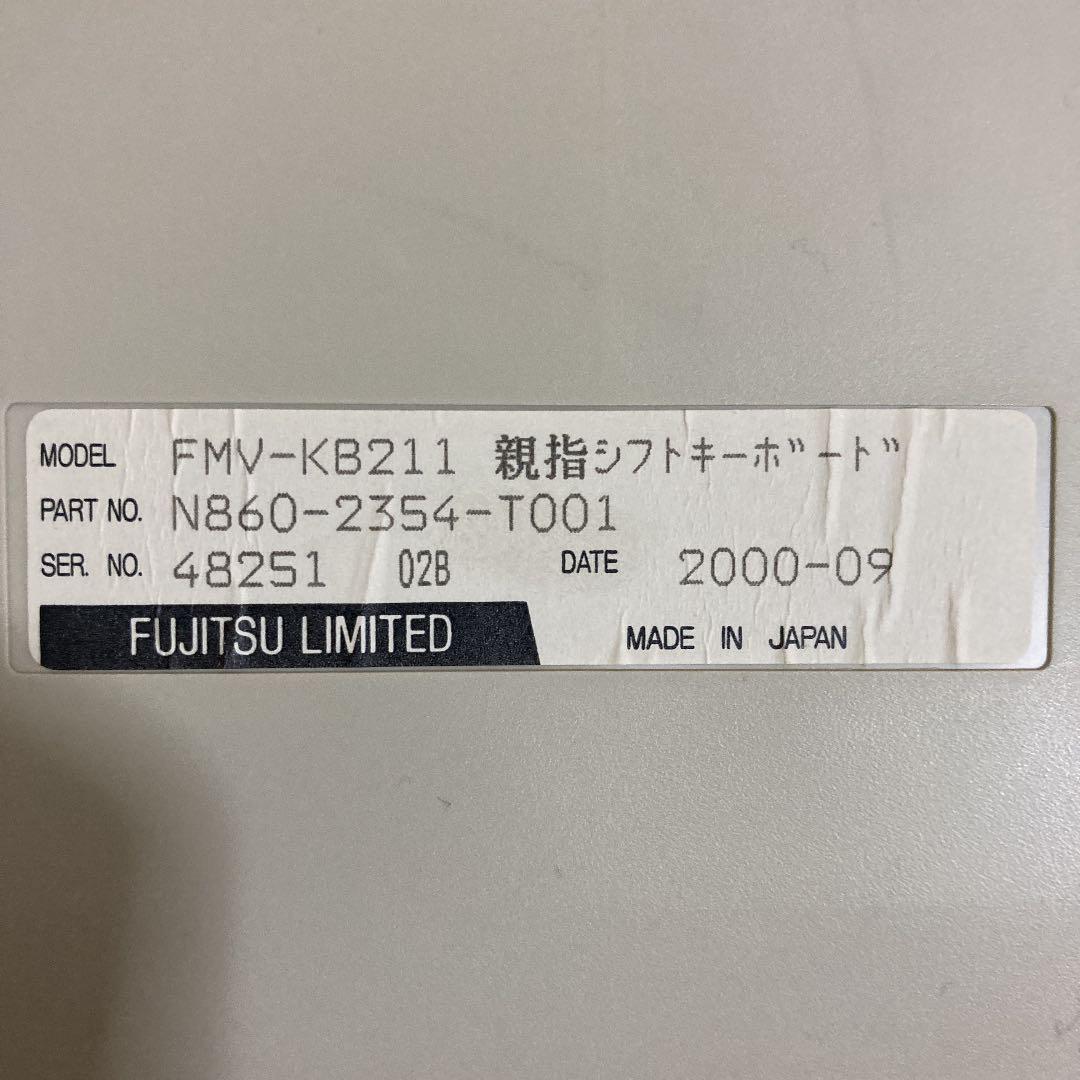 MODEL FMV-KB211 親指シフトキーボード
PART NO. N860-2354-T001
SER. NO. 48251 02B DATE 2000-09
FUJITSU LIMITED MADE IN JAPAN